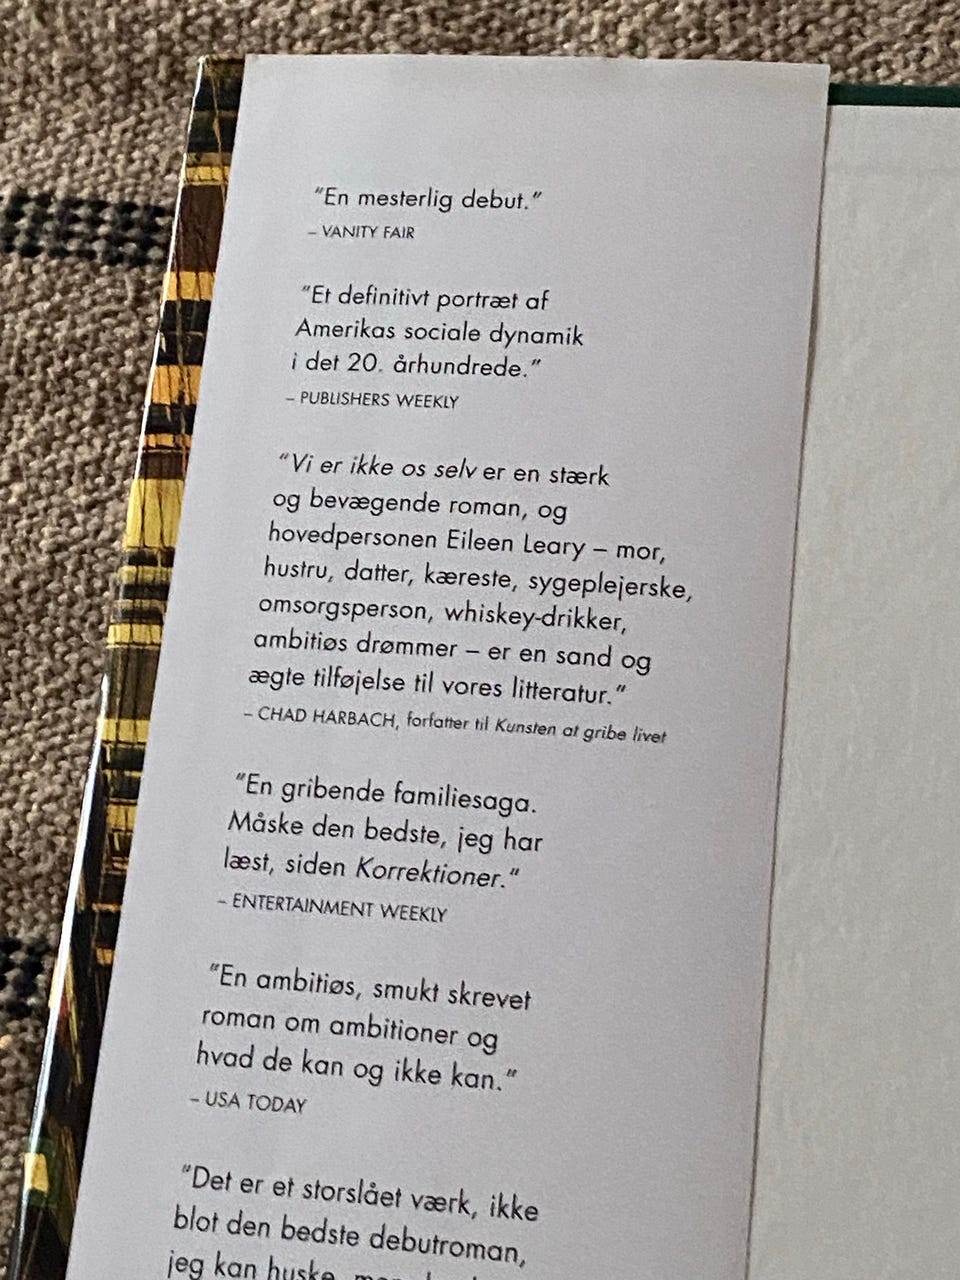 "En mesterlig debut."
– VANITY FAIR
"Et definitivt portræt af
Amerikas sociale dynamik
i det 20. århundrede."
– PUBLISHERS WEEKLY
"Vi er ikke os selv er en stærk
og bevægende roman, og
hovedpersonen Eileen Leary – mor,
hustru, datter, kæreste, sygeplejerske,
omsorgsperson, whiskey-drikker,
ambitiøs drømmer – er en sand og
ægte tilføjelse til vores litteratur."
– CHAD HARBACH, forfatter til Kunsten at gribe livet
"En gribende familiesaga.
Måske den bedste, jeg har
læst, siden Korrektioner."
– ENTERTAINMENT WEEKLY
"En ambitiøs, smukt skrevet
roman om ambitioner og
hvad de kan og ikke kan."
– USA TODAY
"Det er et storslået værk, ikke
blot den bedste debutroman,
jeg kan huske,